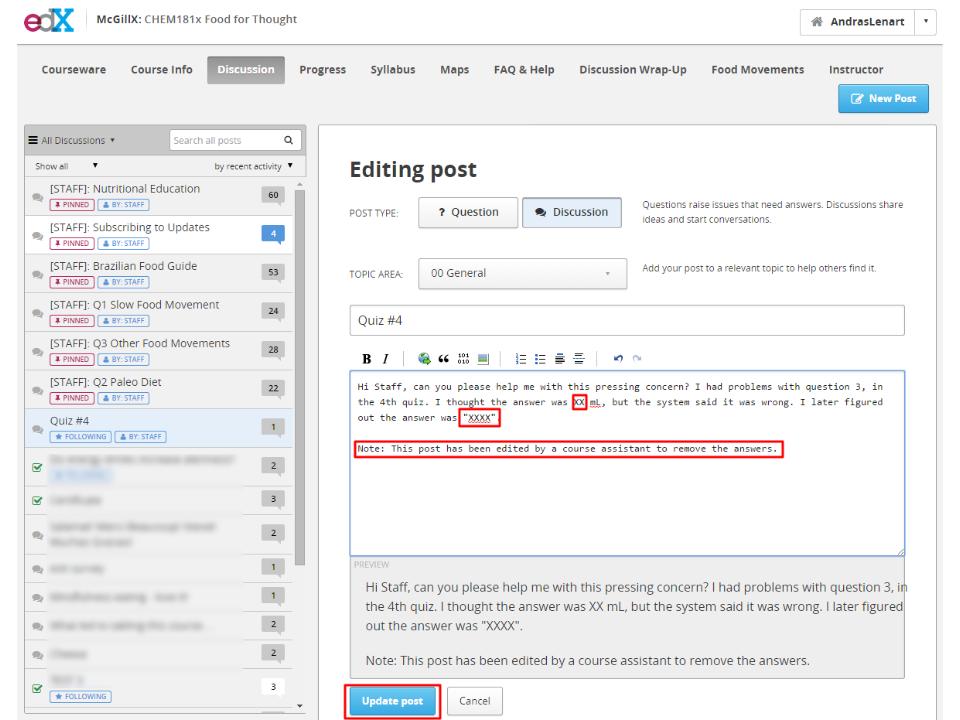 edX McGillX: CHEM181x Food for Thought AndrasLenart
Courseware Course Info Discussion Progress Syllabus Maps FAQ & Help Discussion Wrap-Up Food Movements Instructor
New Post
All Discussions Search all posts
Show all by recent activity
[STAFF]: Nutritional Education 60
PINNED BY: STAFF
[STAFF]: Subscribing to Updates 4
PINNED BY: STAFF
[STAFF]: Brazilian Food Guide 53
PINNED BY: STAFF
[STAFF]: Q1 Slow Food Movement 24
PINNED BY: STAFF
[STAFF]: Q3 Other Food Movements 28
PINNED BY: STAFF
[STAFF]: Q2 Paleo Diet 22
PINNED BY: STAFF
Quiz #4 1
FOLLOWING BY: STAFF
2
3
2
1
1
2
2
3
FOLLOWING
Editing post
POST TYPE: ? Question Discussion
Questions raise issues that need answers. Discussions share
ideas and start conversations.
TOPIC AREA: 00 General Add your post to a relevant topic to help others find it.
Quiz #4
B I
Hi Staff, can you please help me with this pressing concern? I had problems with question 3, in
the 4th quiz. I thought the answer was XX mL, but the system said it was wrong. I later figured
out the answer was "XXXX".
Note: This post has been edited by a course assistant to remove the answers.
PREVIEW
Hi Staff, can you please help me with this pressing concern? I had problems with question 3, in
the 4th quiz. I thought the answer was XX mL, but the system said it was wrong. I later figured
out the answer was "XXXX".
Note: This post has been edited by a course assistant to remove the answers.
Update post Cancel